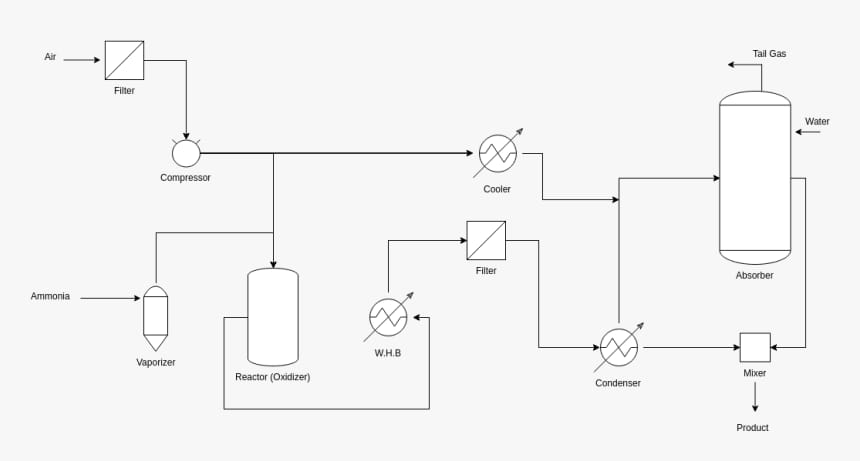 Tail Gas
Air
Filter
Water
Compressor
Cooler
Filter
Absorber
Ammonia
W.H.B
Vaporizer
Reactor (Oxidizer)
Condenser
Mixer
Product